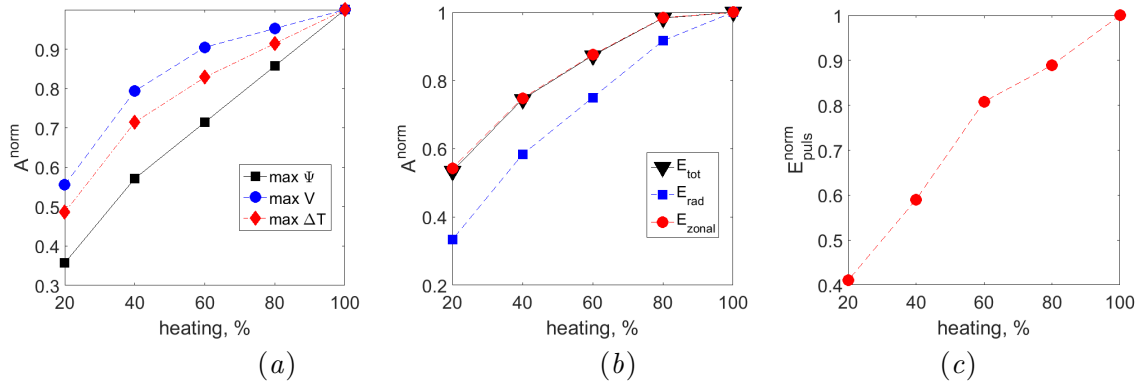 0.9
0.8
0.7
0.6
0.5
0.4
0.3
20 40 60 80 100
A^norm
heating, %
max Ψ
max V
max ΔT
(a)
1
0.8
0.6
0.4
0.2
20 40 60 80 100
A^norm
heating, %
E_tot
E_rad
E_zonal
(b)
1
0.9
0.8
0.7
0.6
0.5
0.4
20 40 60 80 100
E_puls^norm
heating, %
(c)